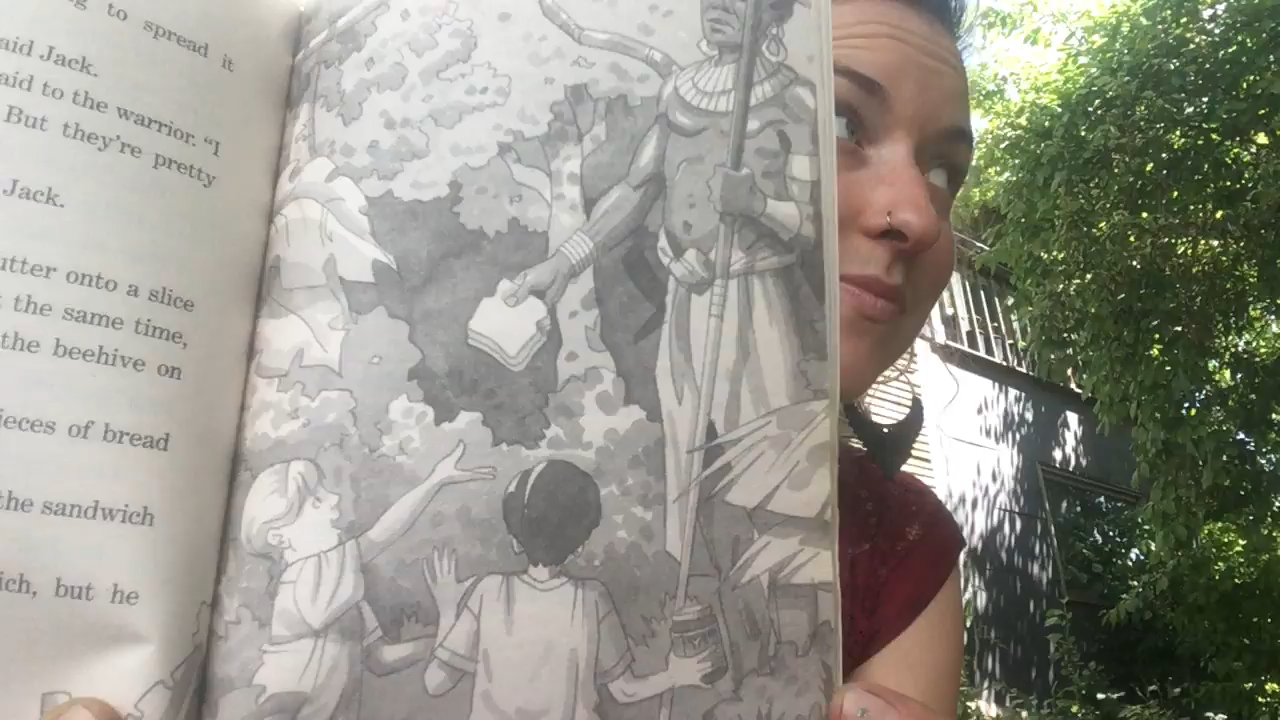 to spread it
aid Jack.
aid to the warrior. "I
But they're pretty
Jack.
utter onto a slice
the same time,
the beehive on
ieces of bread
the sandwich
ich, but he